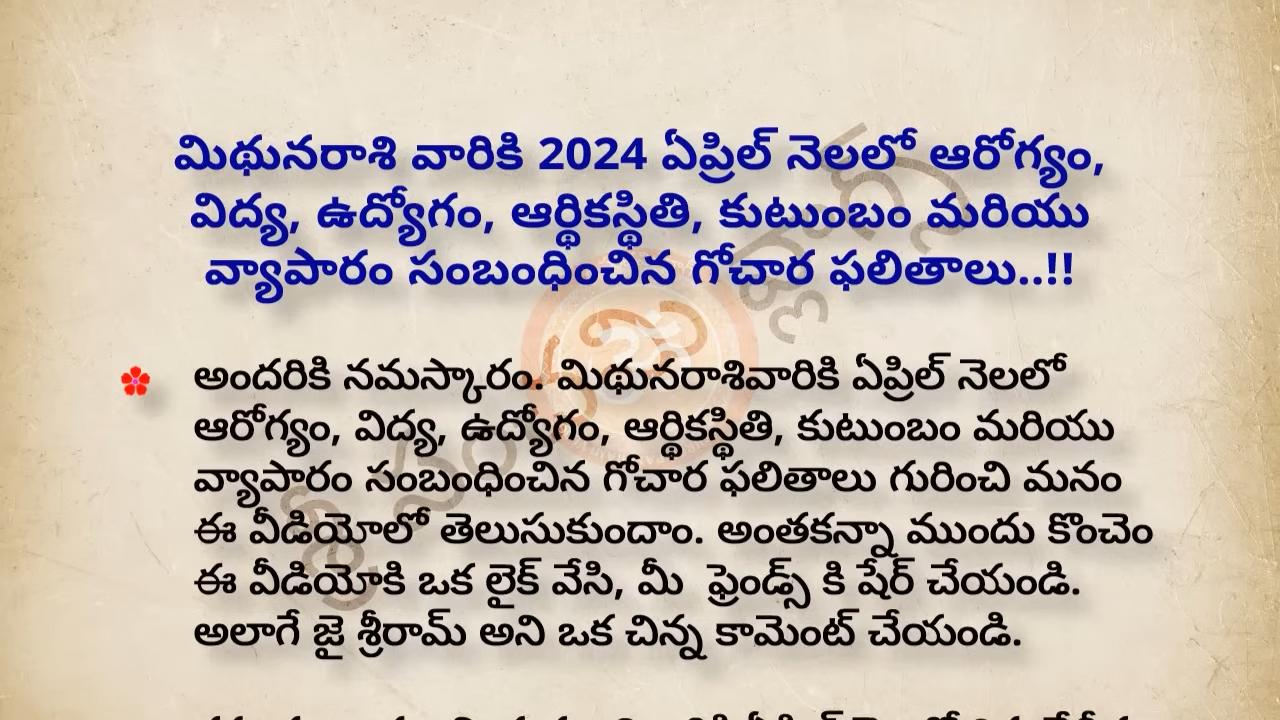 మిథునరాశి వారికి 2024 ఏప్రిల్ నెలలో ఆరోగ్యం,
విద్య, ఉద్యోగం, ఆర్థికస్థితి, కుటుంబం మరియు
వ్యాపారం సంబంధించిన గోచార ఫలితాలు..!!
అందరికి నమస్కారం. మిథునరాశివారికి ఏప్రిల్ నెలలో
ఆరోగ్యం, విద్య, ఉద్యోగం, ఆర్థికస్థితి, కుటుంబం మరియు
వ్యాపారం సంబంధించిన గోచార ఫలితాలు గురించి మనం
ఈ వీడియోలో తెలుసుకుందాం. అంతకన్నా ముందు కొంచెం
ఈ వీడియోకి ఒక లైక్ వేసి, మీ ఫ్రెండ్స్ కి షేర్ చేయండి.
అలాగే జై శ్రీరామ్ అని ఒక చిన్న కామెంట్ చేయండి.